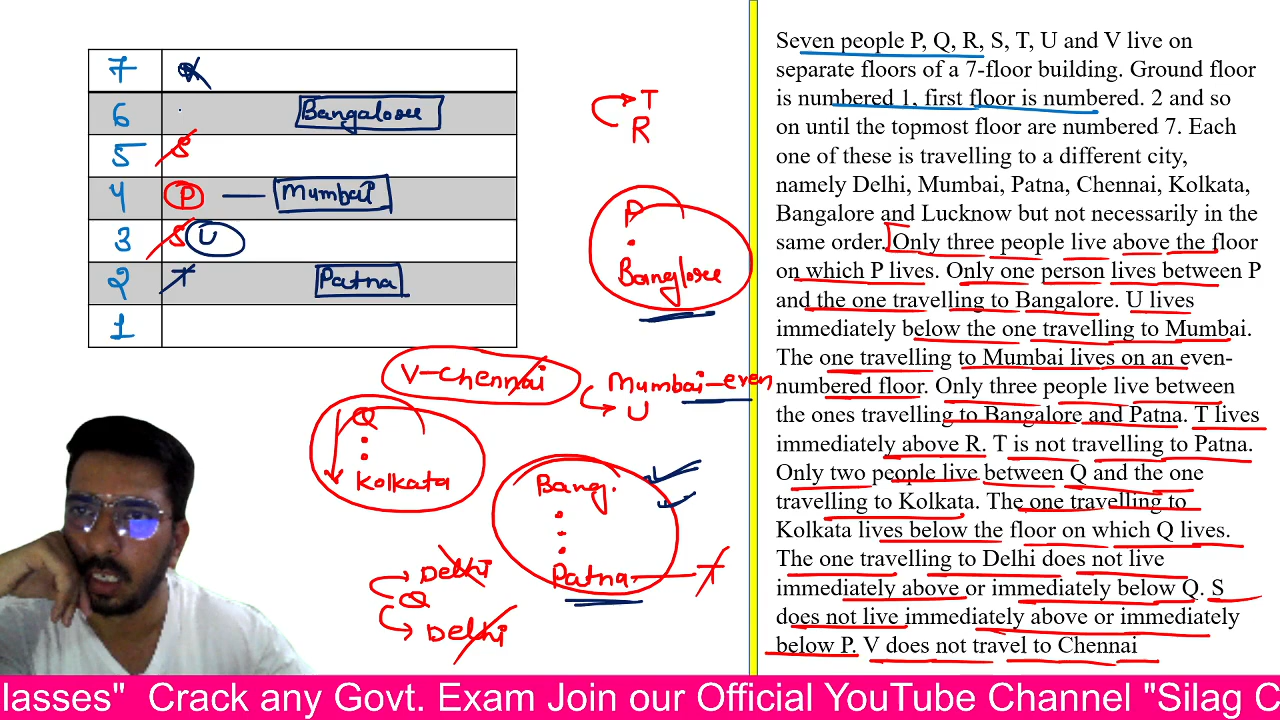 7
6 Bangalore
5 S
4 P — Mumbai
3 S U
2 T Patna
1
T
R
P
Banglore
V-Chennai
Mumbai-even
U
Q
Kolkata
Bang.
Patna T
Delhi
Q
Delhi
Seven people P, Q, R, S, T, U and V live on
separate floors of a 7-floor building. Ground floor
is numbered 1, first floor is numbered. 2 and so
on until the topmost floor are numbered 7. Each
one of these is travelling to a different city,
namely Delhi, Mumbai, Patna, Chennai, Kolkata,
Bangalore and Lucknow but not necessarily in the
same order. Only three people live above the floor
on which P lives. Only one person lives between P
and the one travelling to Bangalore. U lives
immediately below the one travelling to Mumbai.
The one travelling to Mumbai lives on an even-
numbered floor. Only three people live between
the ones travelling to Bangalore and Patna. T lives
immediately above R. T is not travelling to Patna.
Only two people live between Q and the one
travelling to Kolkata. The one travelling to
Kolkata lives below the floor on which Q lives.
The one travelling to Delhi does not live
immediately above or immediately below Q. S
does not live immediately above or immediately
below P. V does not travel to Chennai
lasses" Crack any Govt. Exam Join our Official YouTube Channel "Silag C